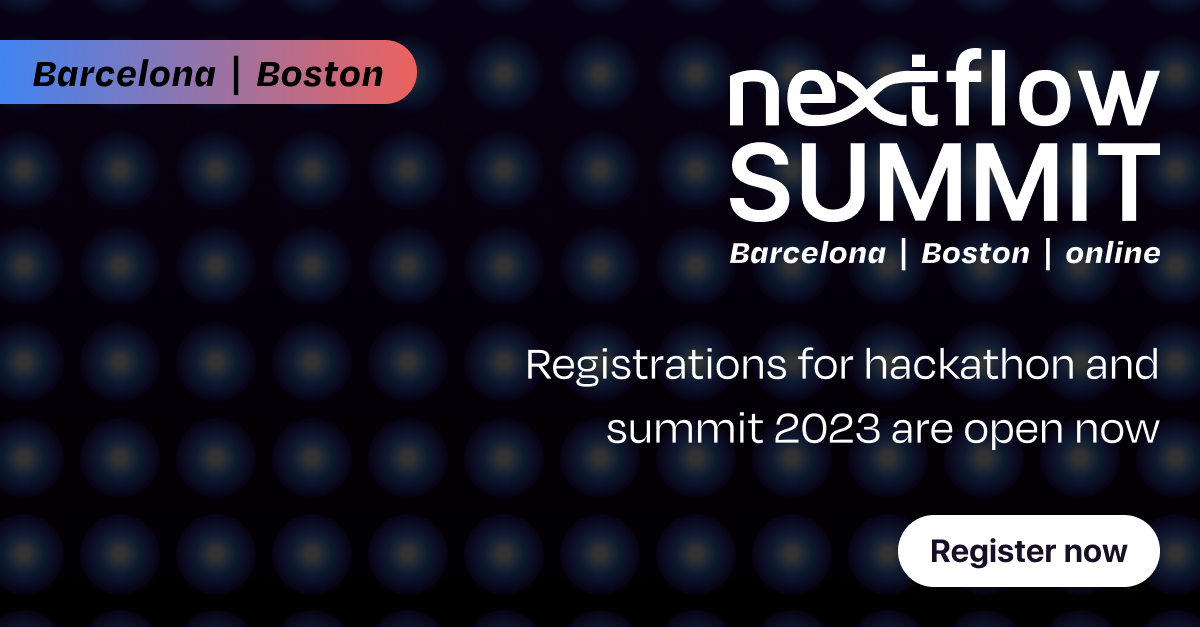 Barcelona | Boston
nextflow
SUMMIT
Barcelona | Boston | online
Registrations for hackathon and
summit 2023 are open now
Register now